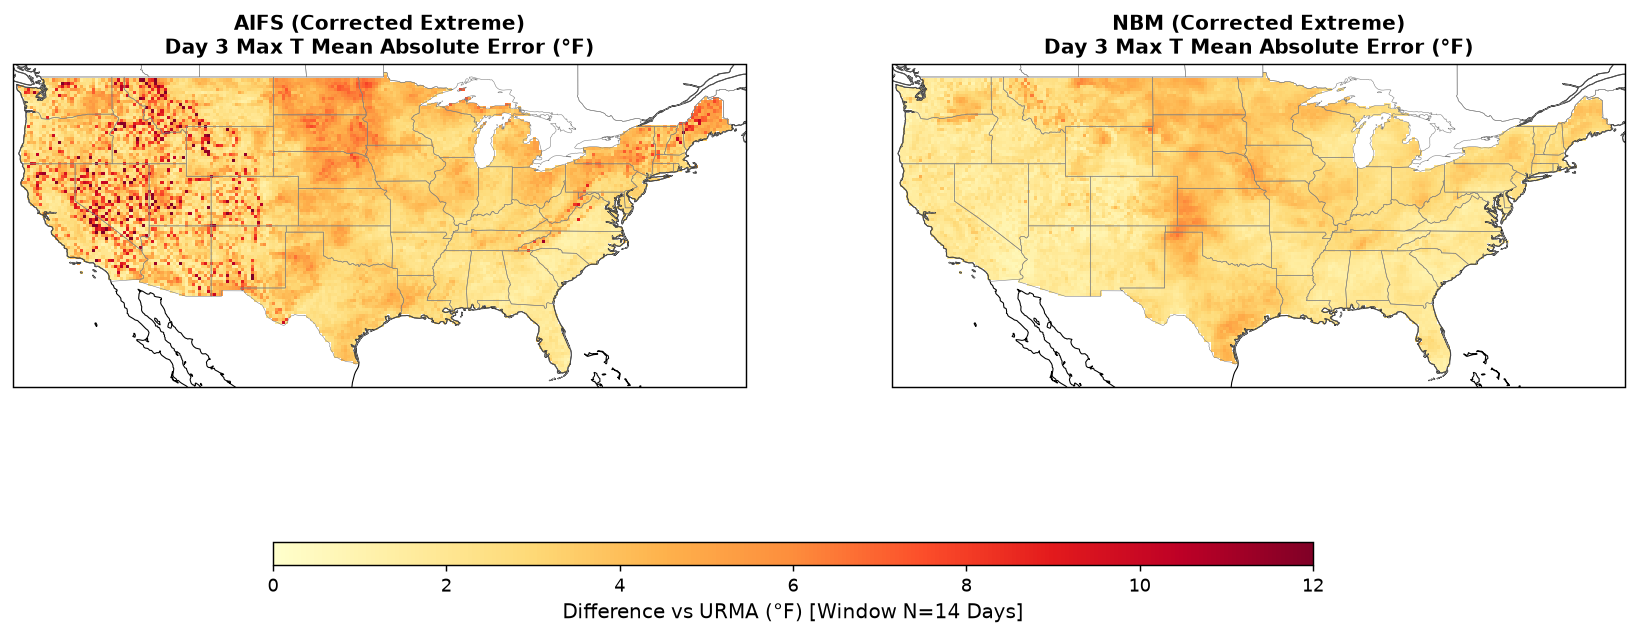 AIFS (Corrected Extreme)
Day 3 Max T Mean Absolute Error (°F)
NBM (Corrected Extreme)
Day 3 Max T Mean Absolute Error (°F)
0 2 4 6 8 10 12
Difference vs URMA (°F) [Window N=14 Days]